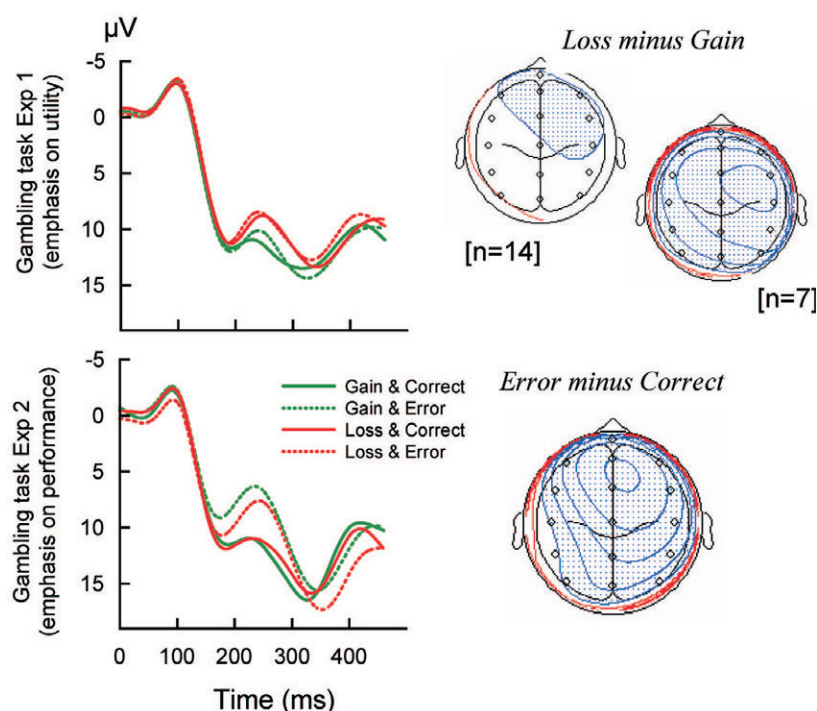 µV
Loss minus Gain
Gambling task Exp 1
(emphasis on utility)
-5
0
5
10
15
[n=14]
[n=7]
Gambling task Exp 2
(emphasis on performance)
-5
0
5
10
15
Gain & Correct
Gain & Error
Loss & Correct
Loss & Error
Error minus Correct
0 100 200 300 400
Time (ms)